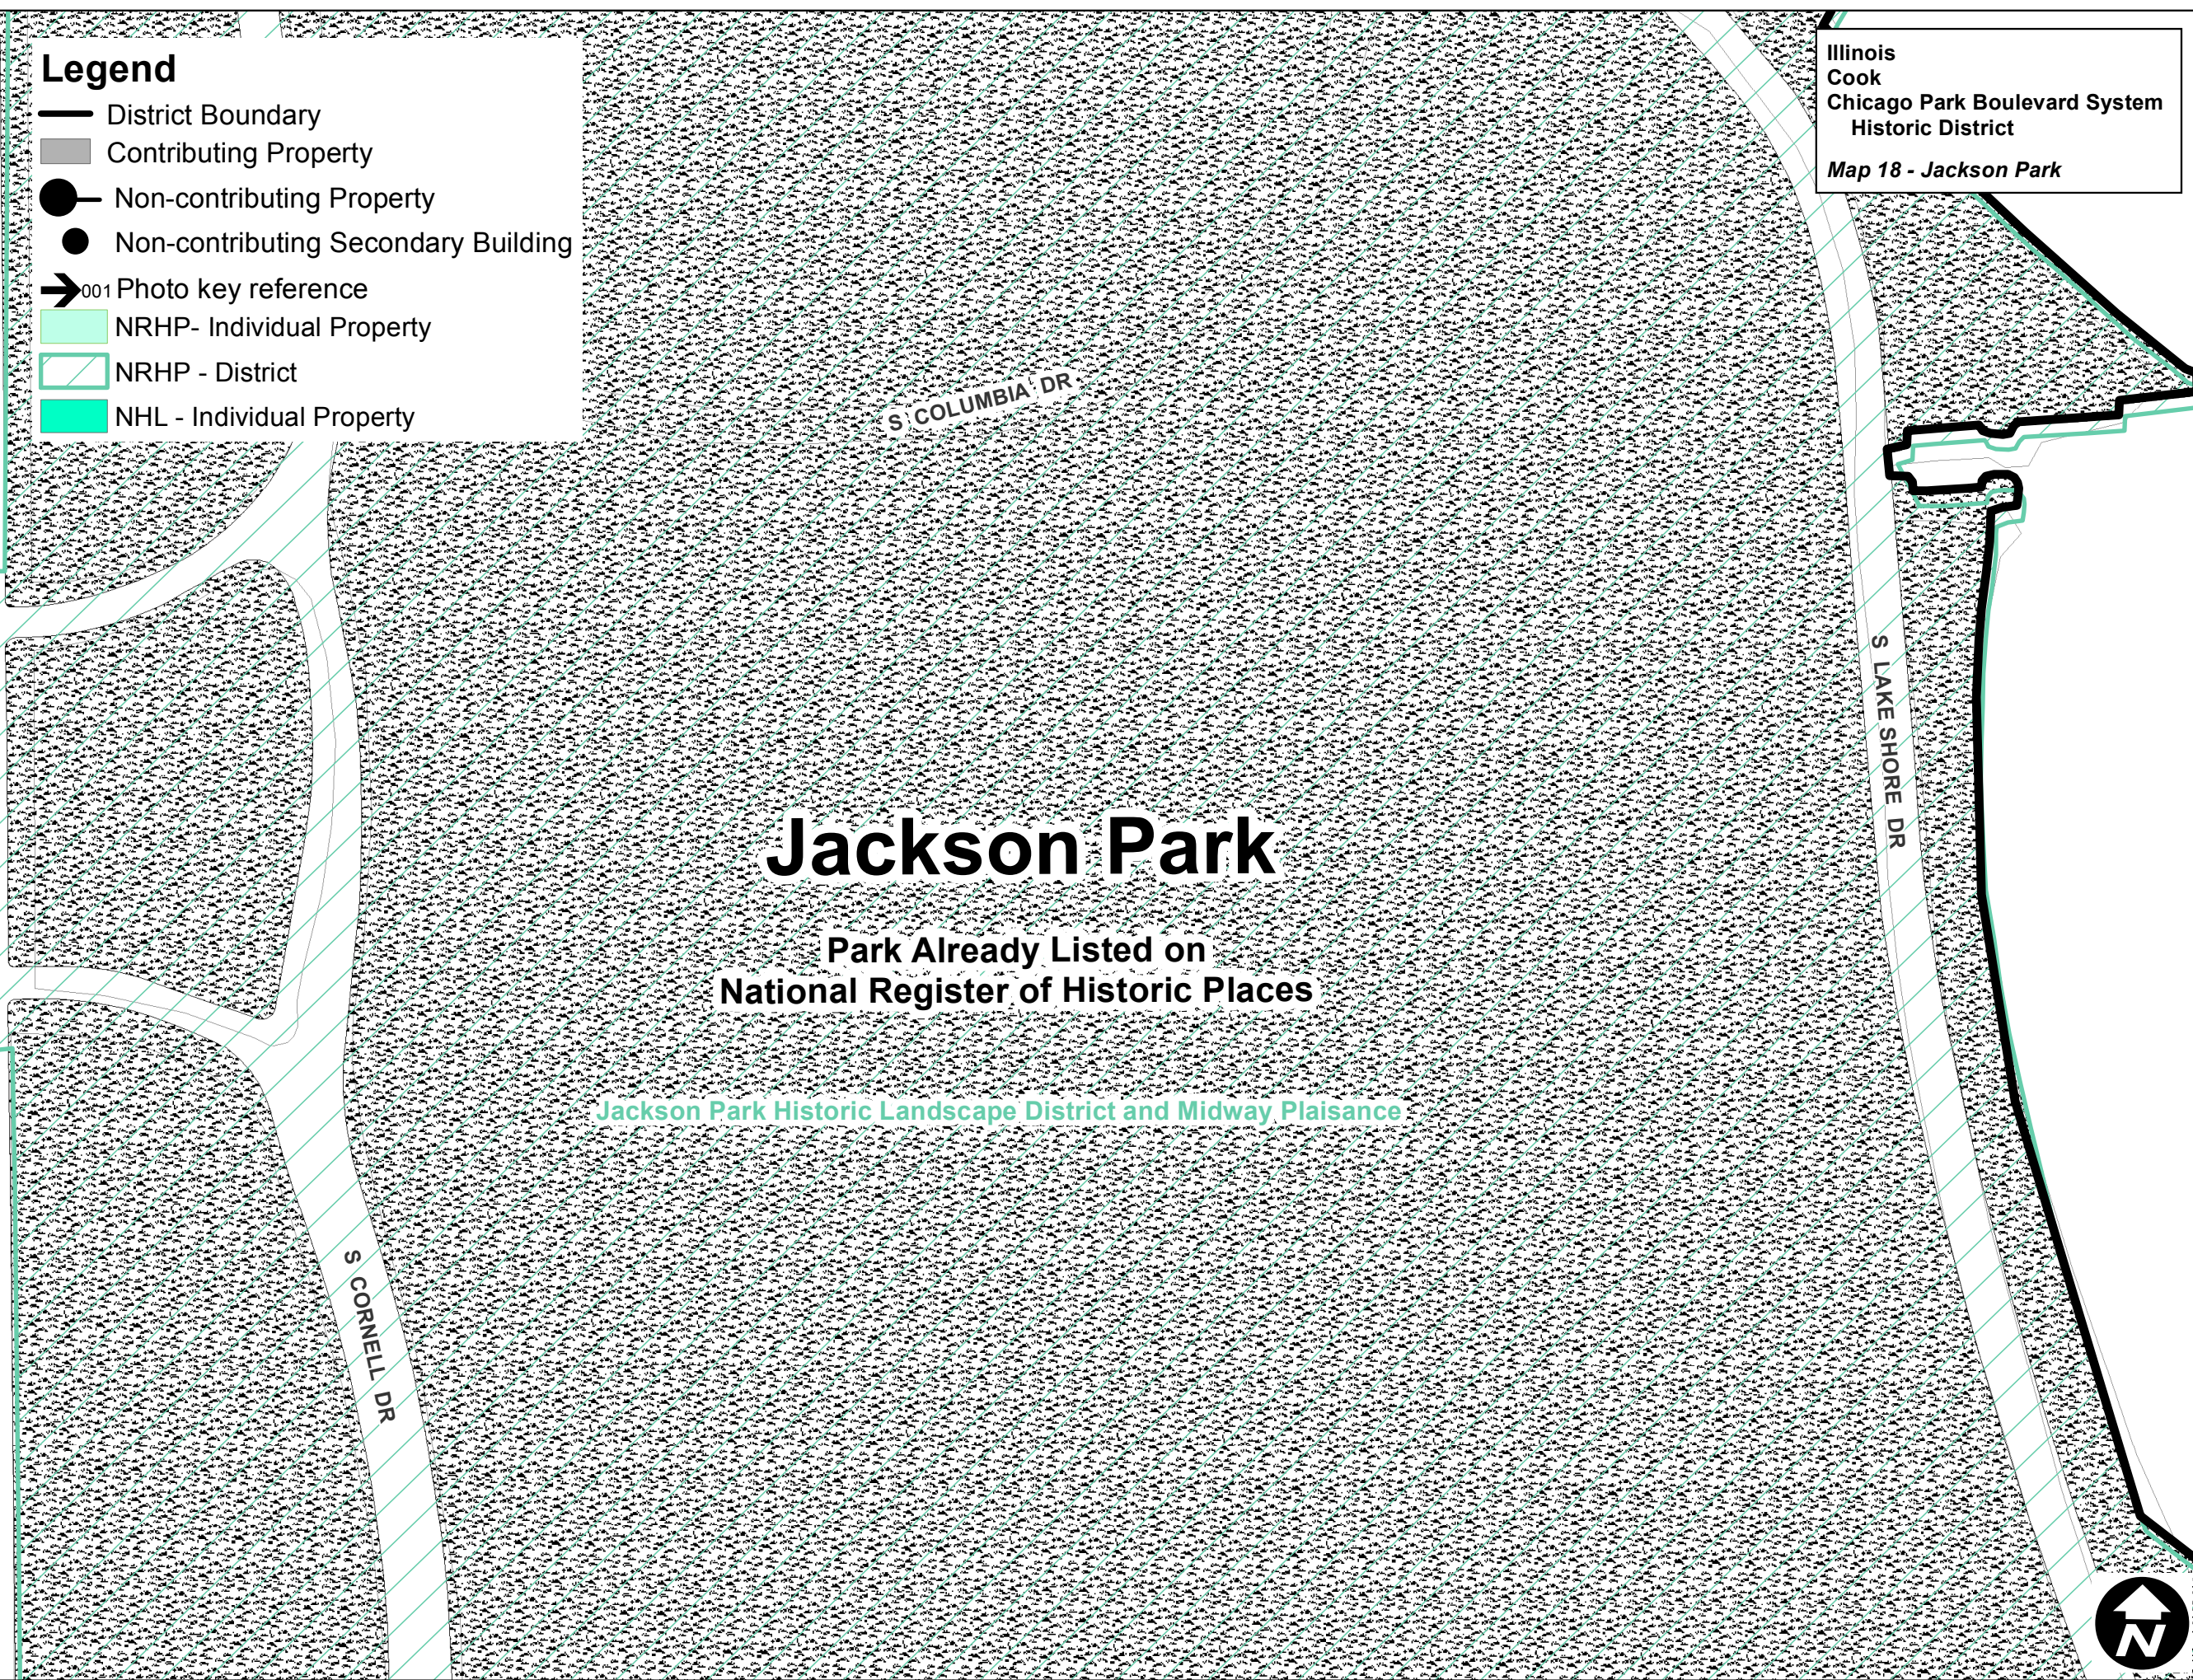 Legend
District Boundary
Contributing Property
Non-contributing Property
Non-contributing Secondary Building
001 Photo key reference
NRHP- Individual Property
NRHP - District
NHL - Individual Property
Illinois
Cook
Chicago Park Boulevard System
Historic District
Map 18 - Jackson Park
S COLUMBIA DR
S LAKE SHORE DR
Jackson Park
Park Already Listed on
National Register of Historic Places
Jackson Park Historic Landscape District and Midway Plaisance
S CORNELL DR
N